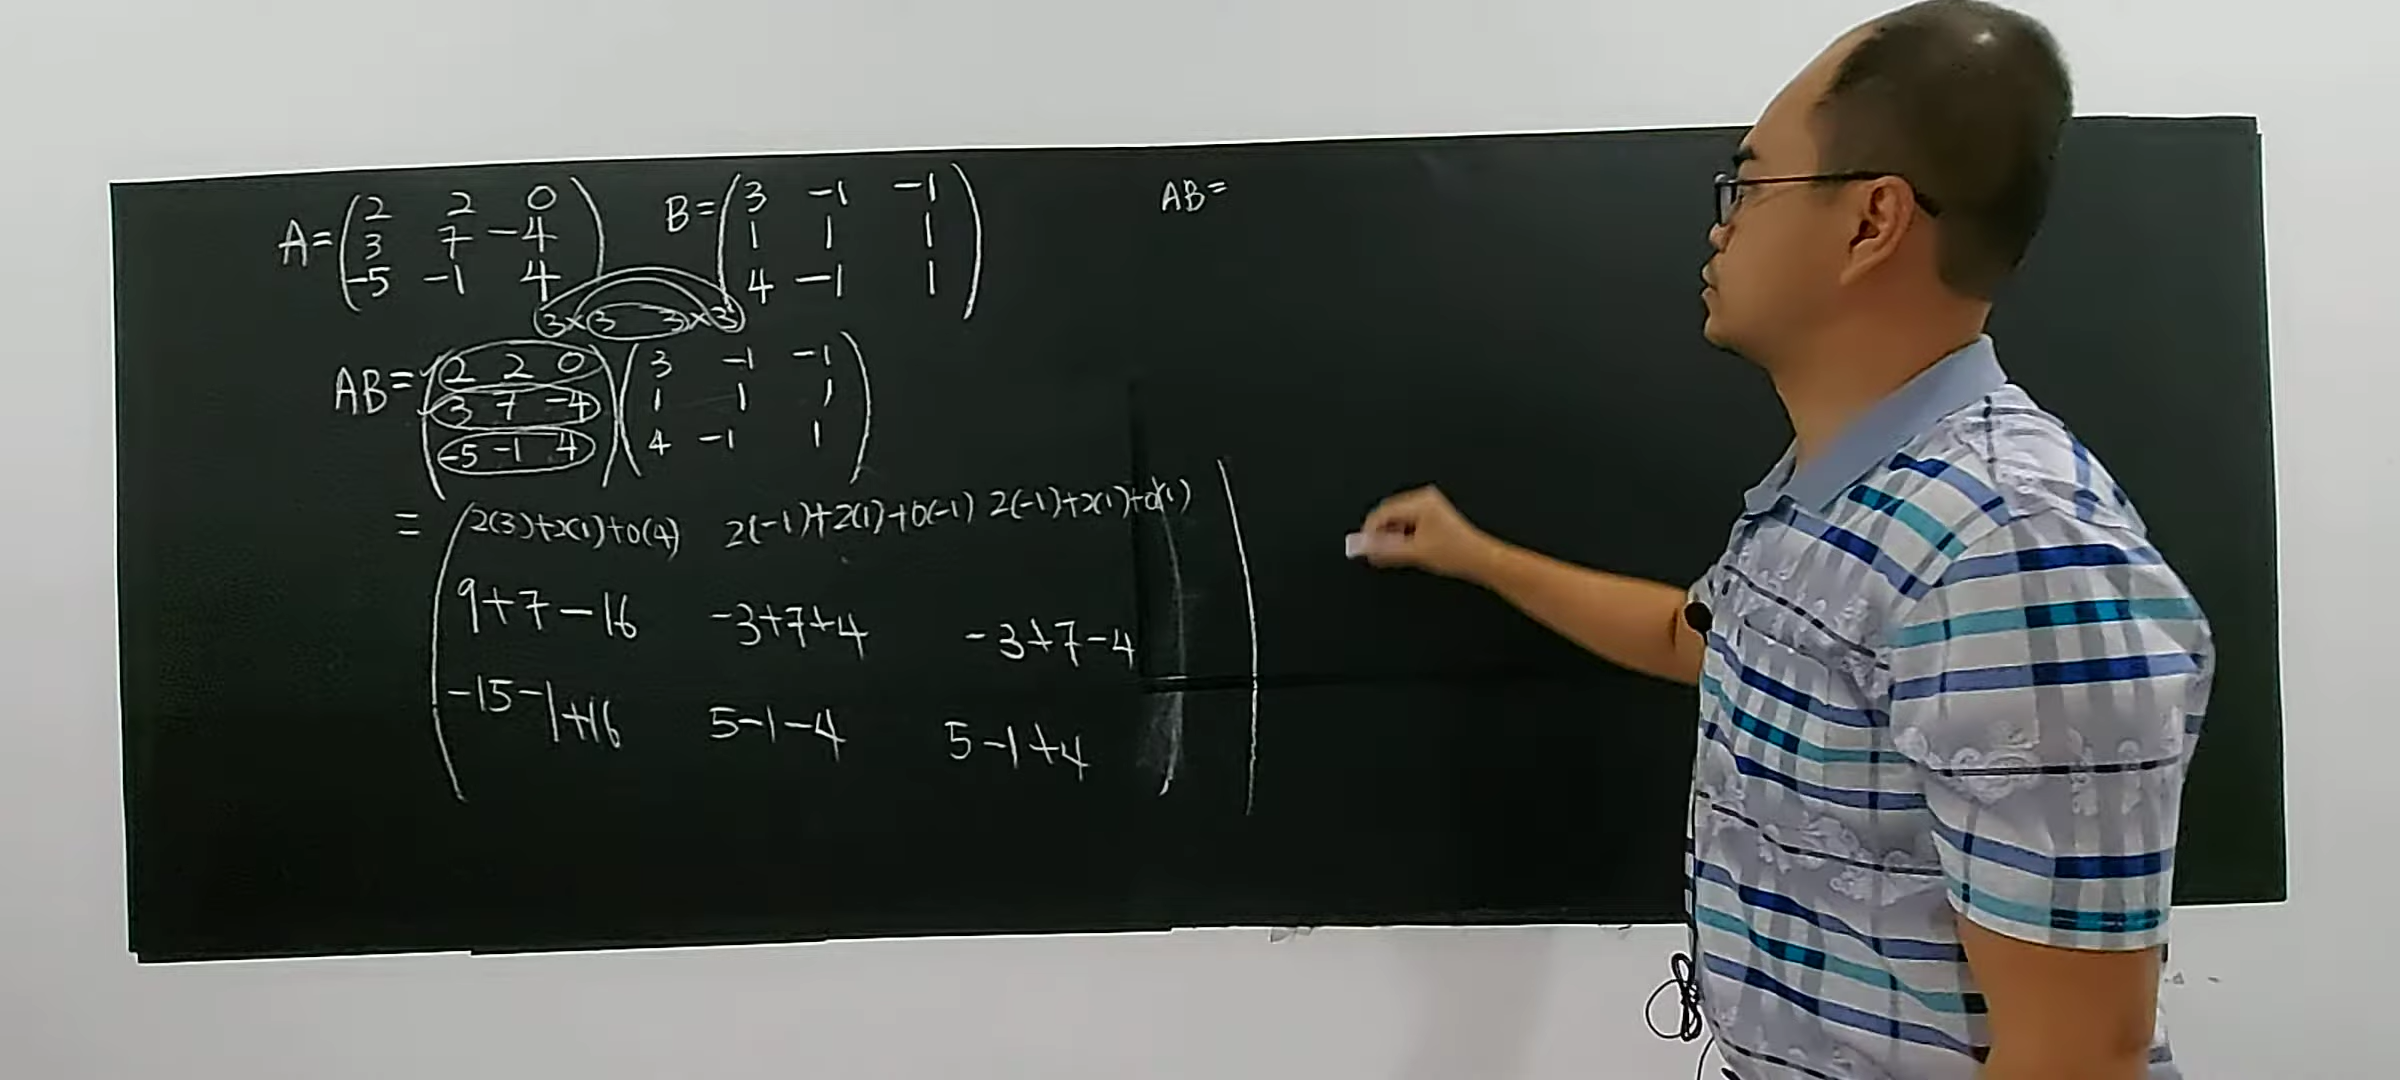 A= ( 2 2 0 B= ( 3 -1 -1
3 7 -4 1 1 1
-5 -1 4 ) 4 -1 1 )
3×3 3×3
AB= ( 2 2 0 ) ( 3 -1 -1
3 7 -4 1 1 1
-5 -1 4 ) 4 -1 1 )
= ( 2(3)+2(1)+0(4) 2(-1)+2(1)+0(-1) 2(-1)+2(1)+0(1)
9+7-16 -3+7+4 -3+7-4
-15-1+16 5-1-4 5-1+4 )
AB=